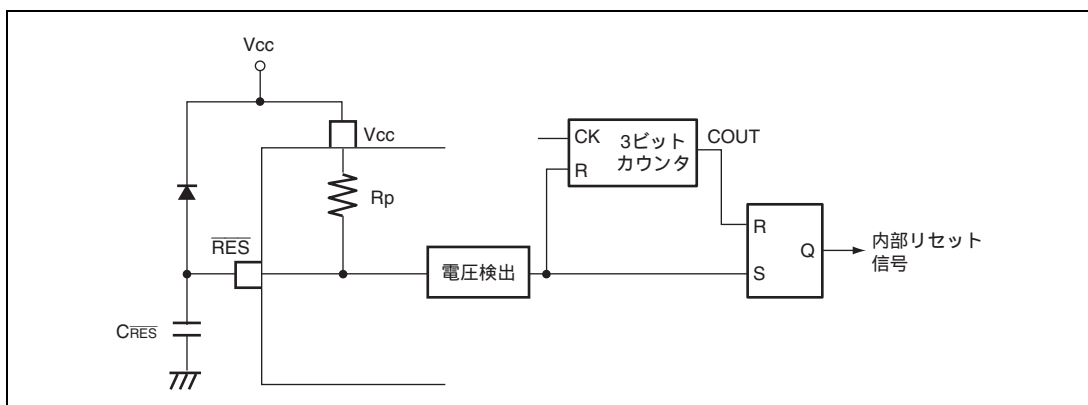 Vcc
Vcc
Rp
RES
CRES
電圧検出
CK
R
3ビット
カウンタ
COUT
R
S
Q
内部リセット
信号